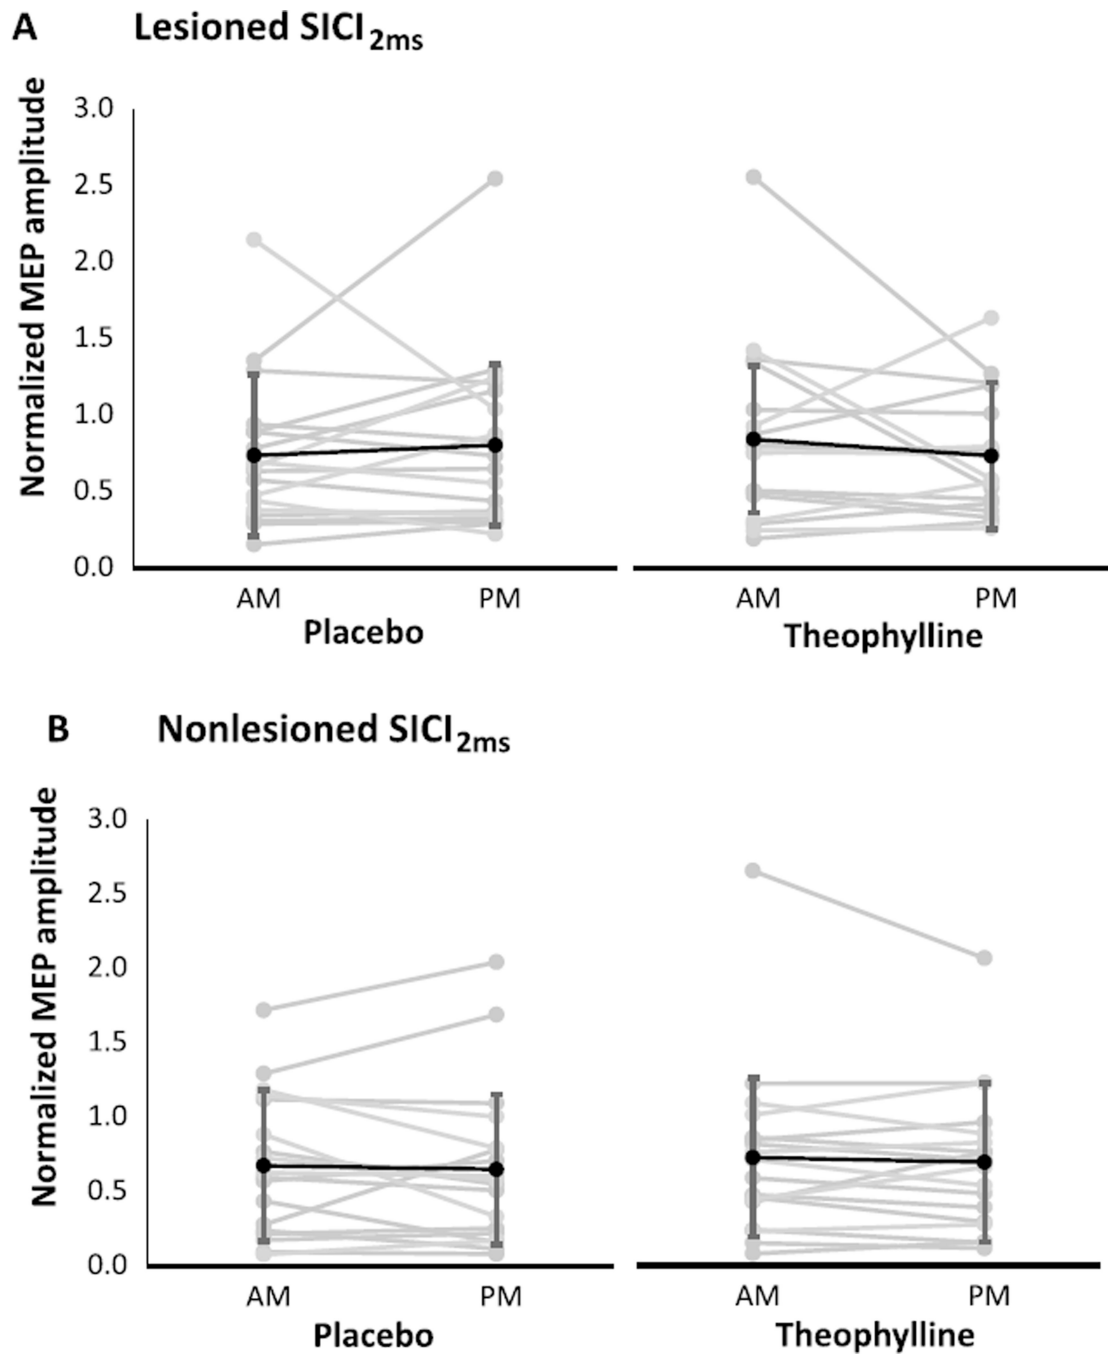 A Lesioned SICI2ms
Normalized MEP amplitude
3.0
2.5
2.0
1.5
1.0
0.5
0.0
AM PM AM PM
Placebo Theophylline
B Nonlesioned SICI2ms
Normalized MEP amplitude
3.0
2.5
2.0
1.5
1.0
0.5
0.0
AM PM AM PM
Placebo Theophylline